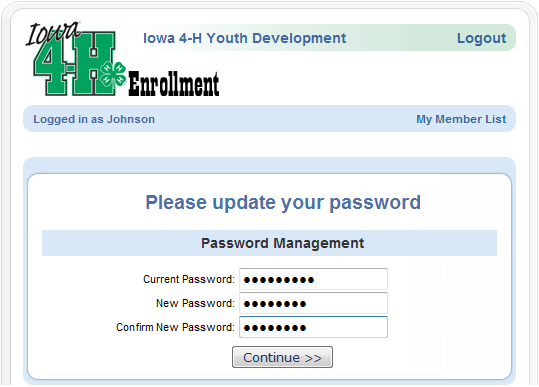 Iowa
4-H
Enrollment
Iowa 4-H Youth Development
Logout
Logged in as Johnson
My Member List
Please update your password
Password Management
Current Password: ●●●●●●●●●
New Password: ●●●●●●●●
Confirm New Password: ●●●●●●●●
Continue >>